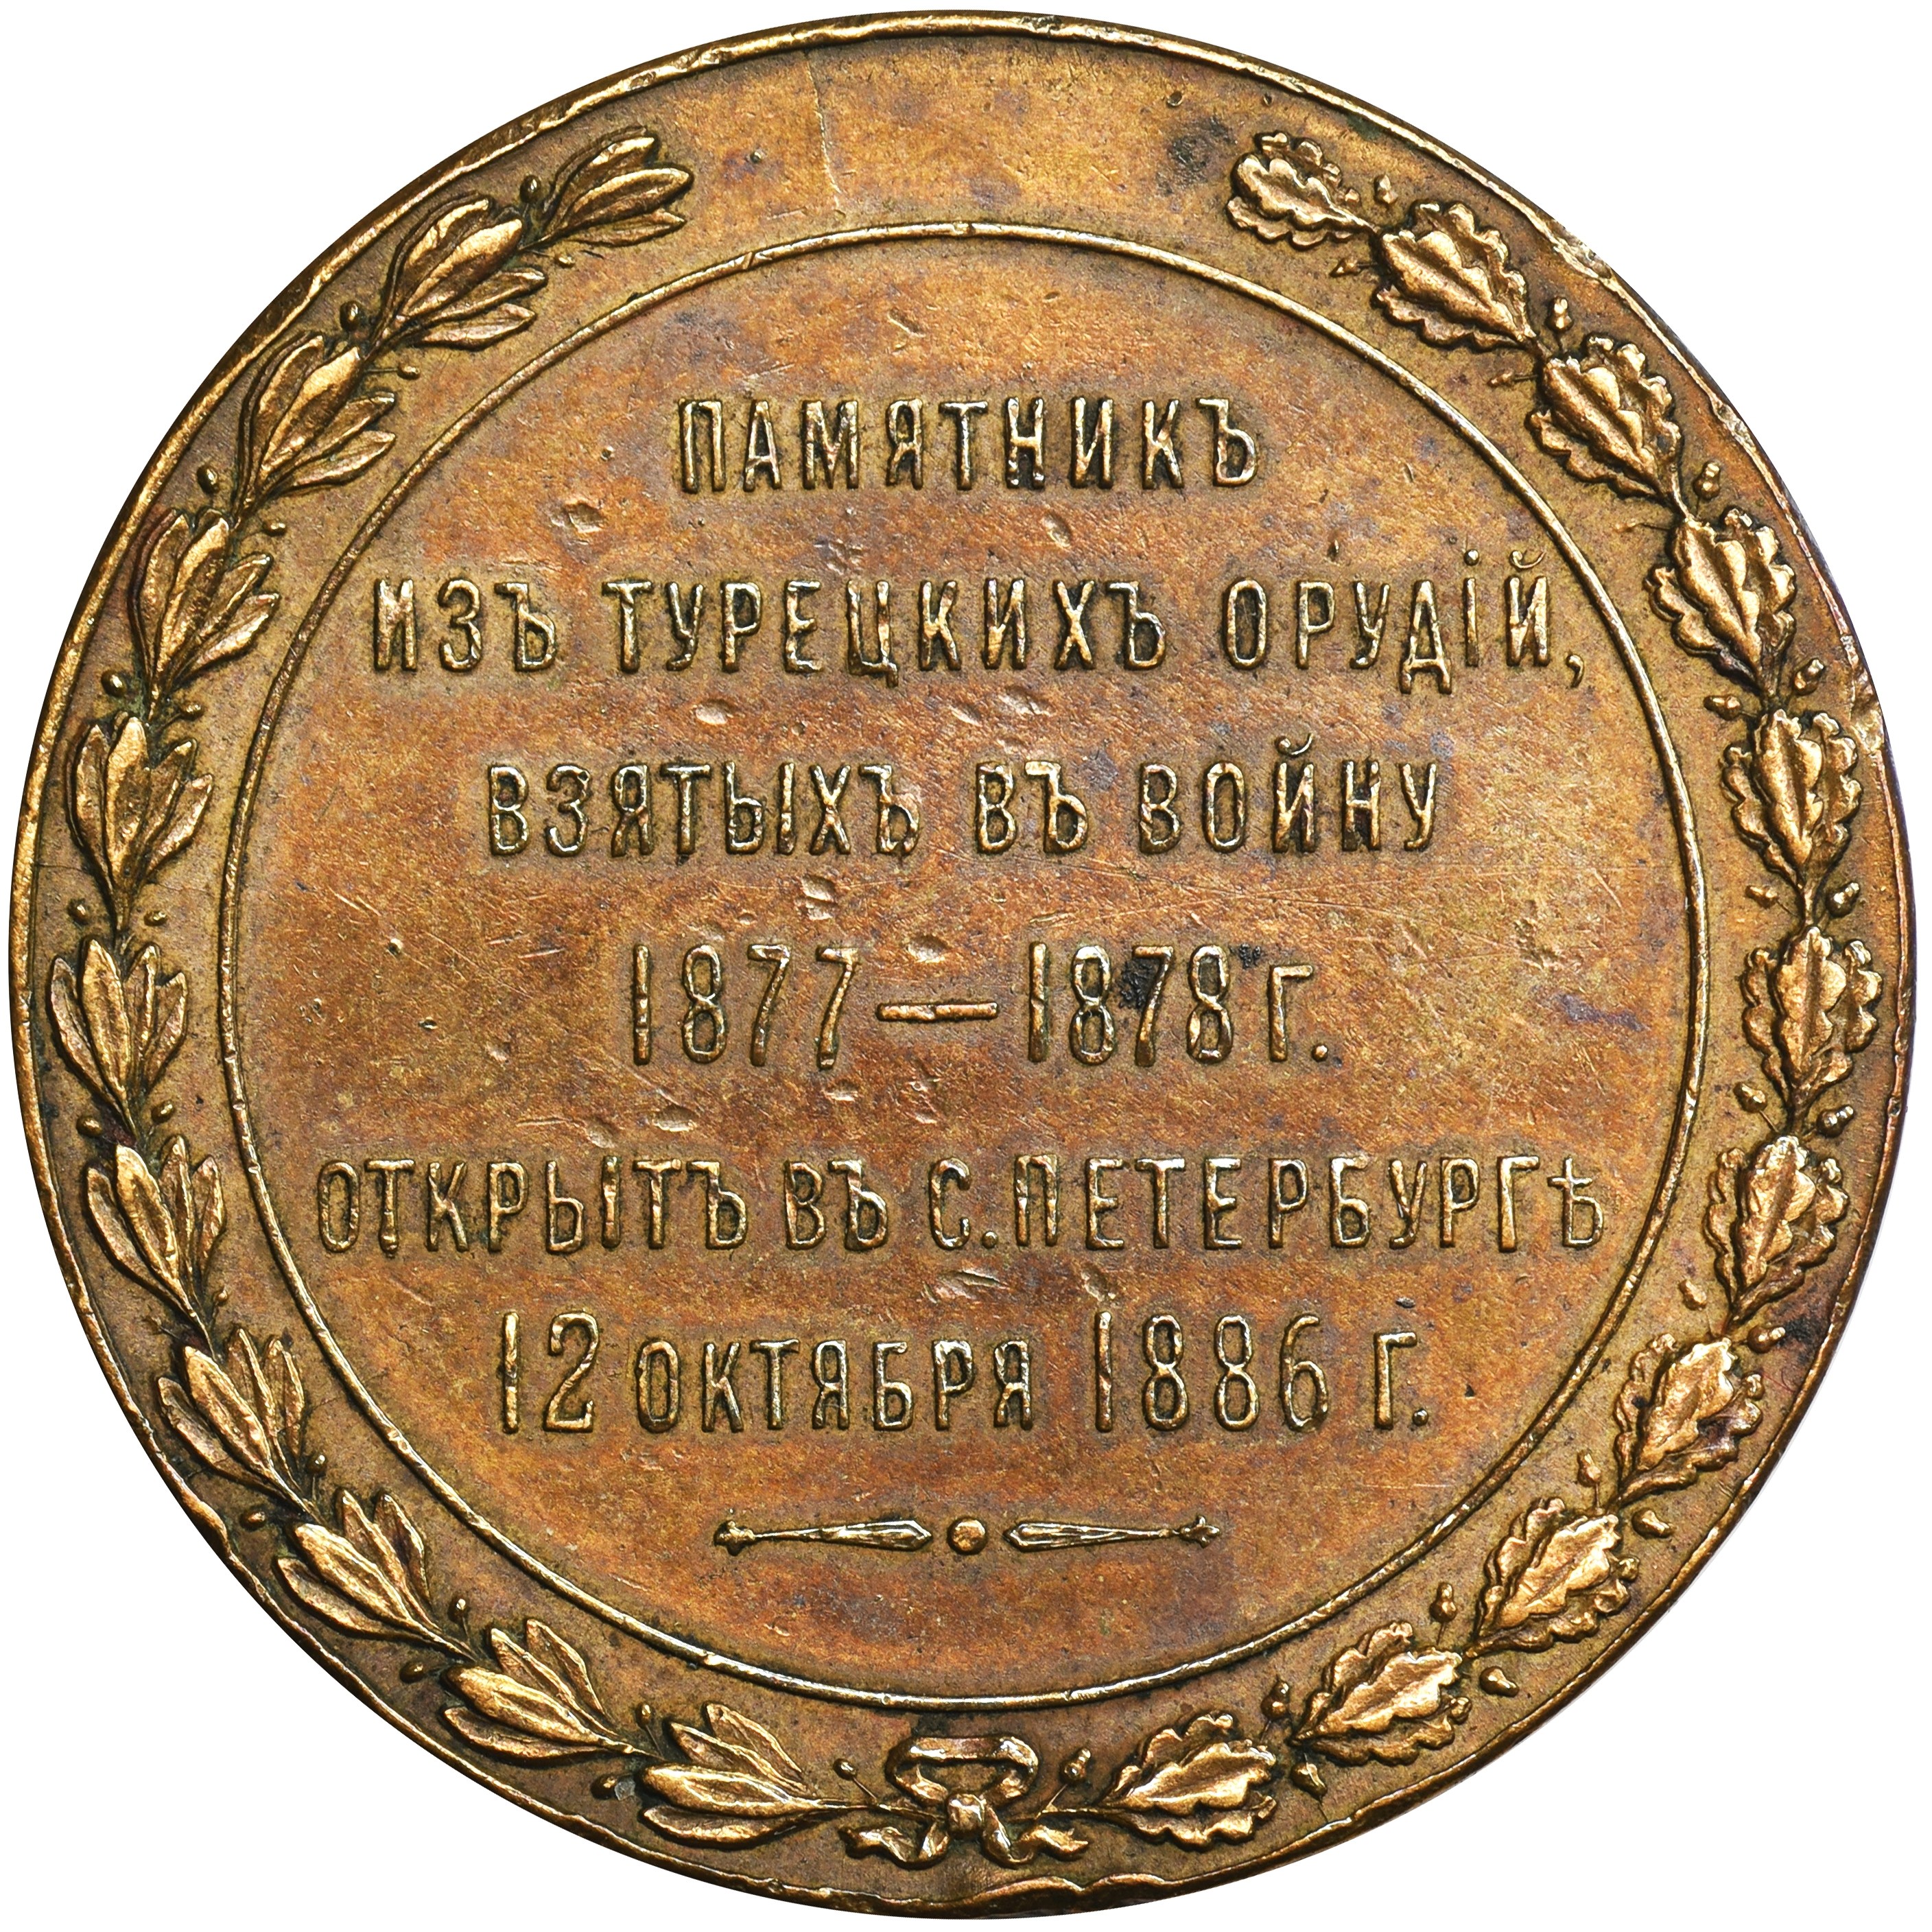 ПАМЯТНИКЪ
ИЗЪ ТУРЕЦКИХЪ ОРУДІЙ,
ВЗЯТЫХЪ ВЪ ВОЙНУ
1877—1878 г.
ОТКРЫТЪ ВЪ С. ПЕТЕРБУРГѢ
12 ОКТЯБРЯ 1886 г.